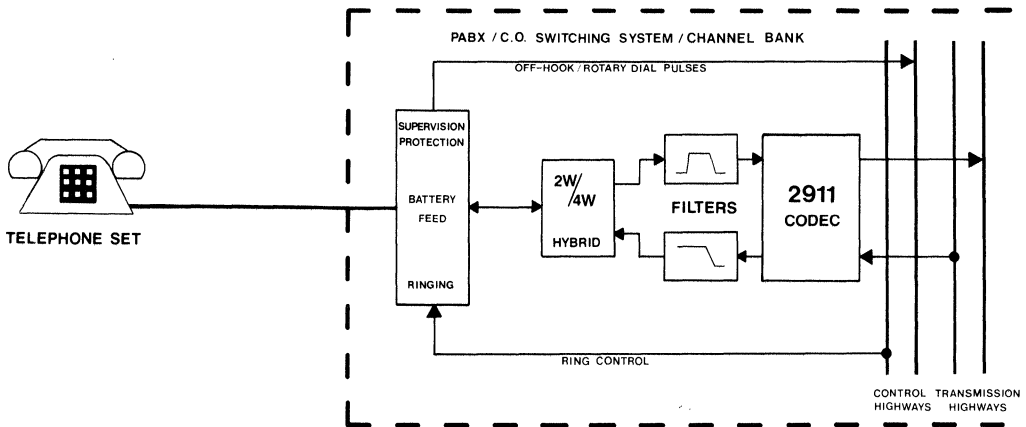 PABX / C.O. SWITCHING SYSTEM / CHANNEL BANK
OFF-HOOK / ROTARY DIAL PULSES
SUPERVISION
PROTECTION
BATTERY
FEED
RINGING
2W/
4W
HYBRID
FILTERS
2911
CODEC
TELEPHONE SET
RING CONTROL
CONTROL
HIGHWAYS
TRANSMISSION
HIGHWAYS